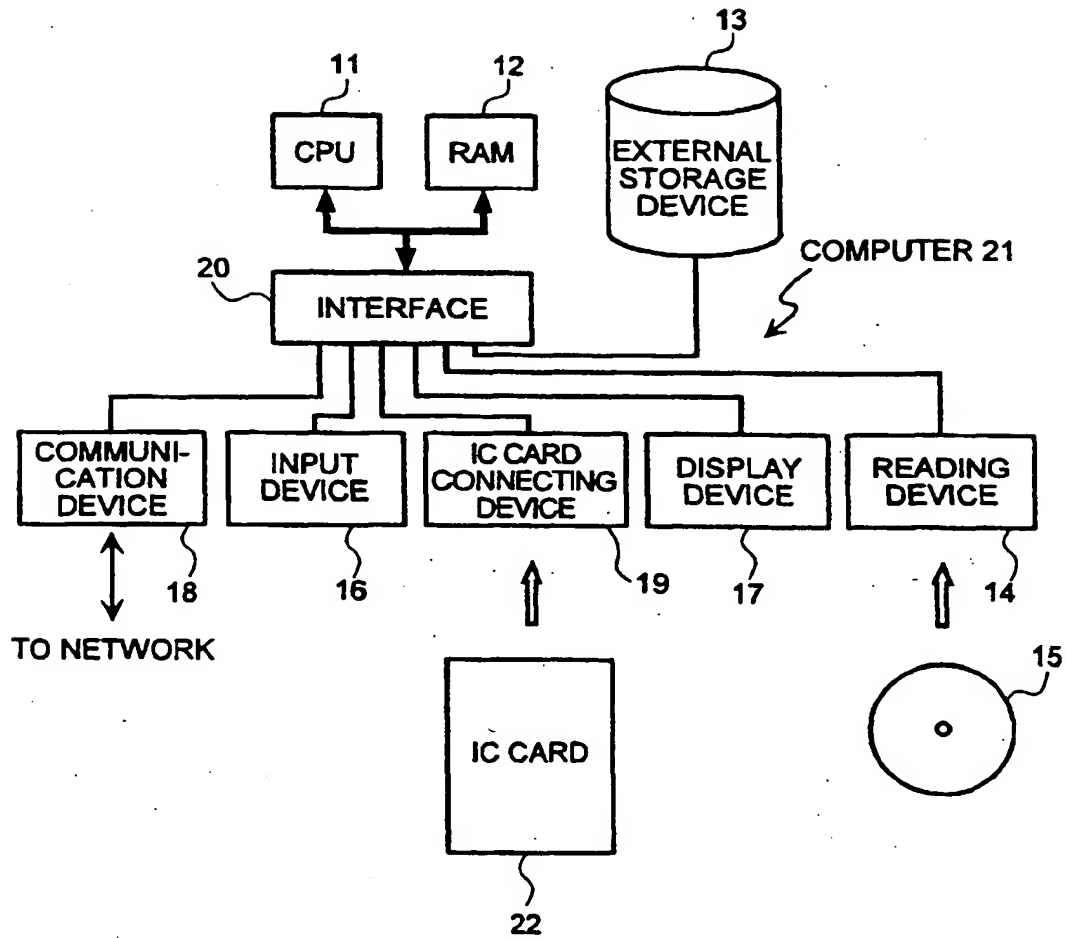 13
11
12
CPU
RAM
EXTERNAL
STORAGE
DEVICE
COMPUTER 21
20
INTERFACE
COMMUNI-
CATION
DEVICE
INPUT
DEVICE
IC CARD
CONNECTING
DEVICE
DISPLAY
DEVICE
READING
DEVICE
18
16
19
17
14
TO NETWORK
15
IC CARD
22